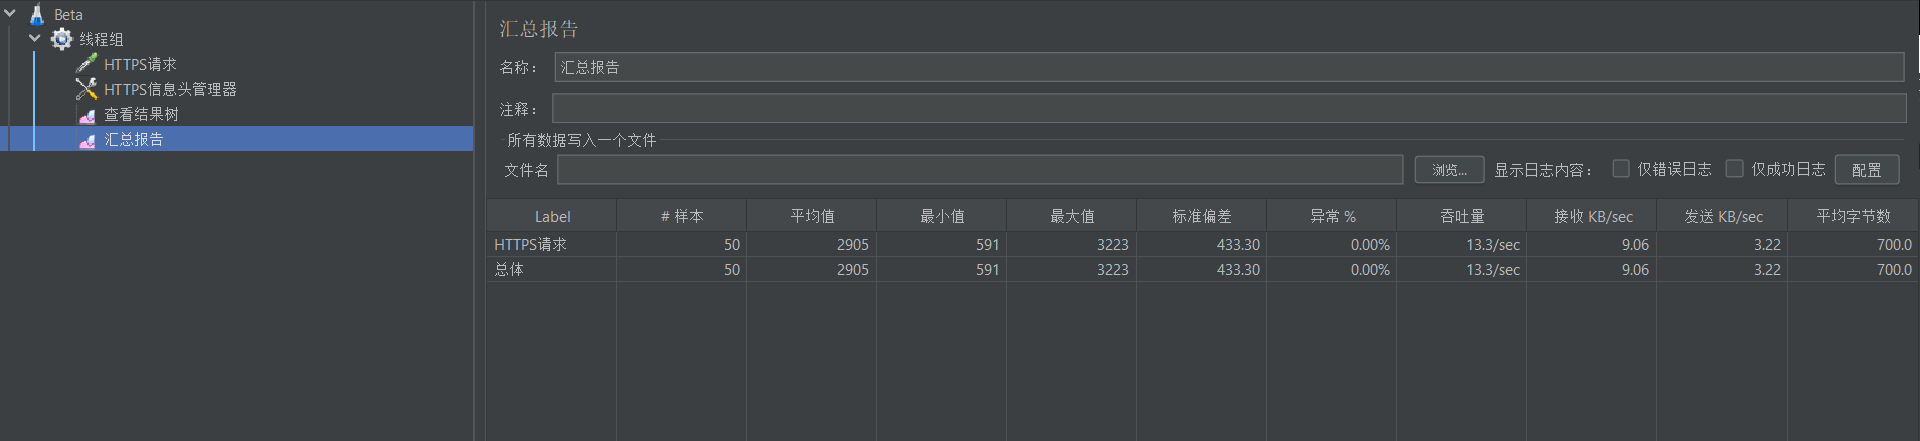 Beta
线程组
HTTPS请求
HTTPS信息头管理器
查看结果树
汇总报告
汇总报告
名称： 汇总报告
注释：
所有数据写入一个文件
文件名 浏览... 显示日志内容： 仅错误日志 仅成功日志 配置
Label # 样本 平均值 最小值 最大值 标准偏差 异常 % 吞吐量 接收 KB/sec 发送 KB/sec 平均字节数
HTTPS请求 50 2905 591 3223 433.30 0.00% 13.3/sec 9.06 3.22 700.0
总体 50 2905 591 3223 433.30 0.00% 13.3/sec 9.06 3.22 700.0